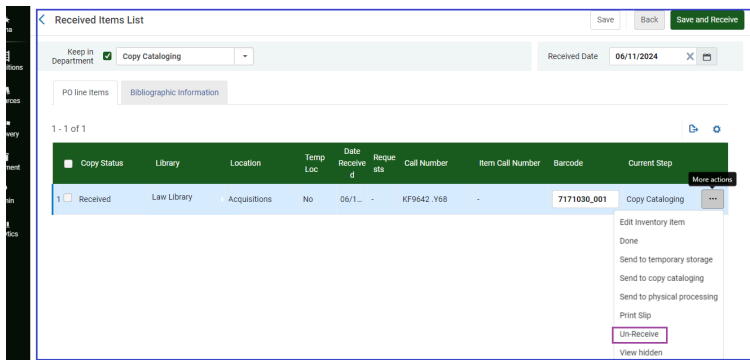 Received Items List
Save
Back
Save and Receive
Keep in
Department
Copy Cataloging
Received Date
06/11/2024
PO line Items
Bibliographic Information
1 - 1 of 1
Copy Status
Library
Location
Temp
Loc
Date
Receive
d
Reque
sts
Call Number
Item Call Number
Barcode
Current Step
More actions
1
Received
Law Library
Acquisitions
No
06/1...
-
KF9642 .Y68
-
7171030_001
Copy Cataloging
Edit Inventory item
Done
Send to temporary storage
Send to copy cataloging
Send to physical processing
Print Slip
Un-Receive
View hidden